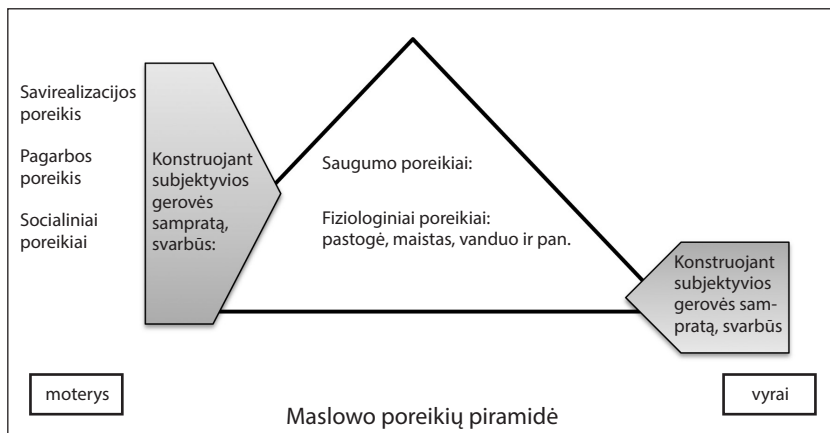 Savirealizacijos
poreikis
Pagarbos
poreikis
Socialiniai
poreikiai
Konstruojant
subjektyvios
gerovės
sampratą,
svarbūs:
Saugumo poreikiai:
Fiziologiniai poreikiai:
pastogė, maistas, vanduo ir pan.
Konstruojant
subjektyvios
gerovės sam-
pratą, svarbūs
moterys
vyrai
Maslowo poreikių piramidė